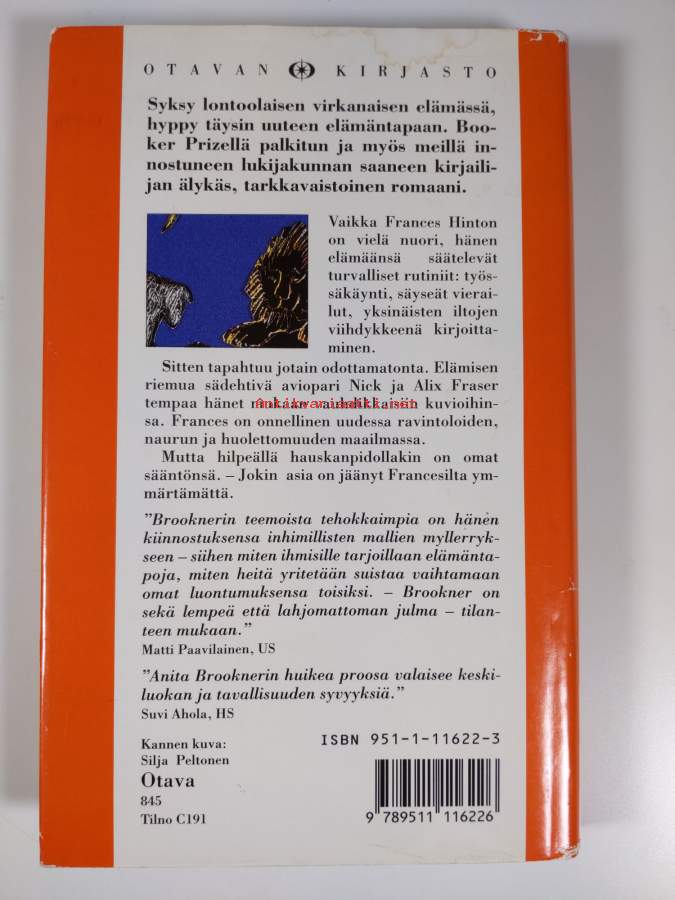 OTAVAN KIRJASTO
Syksy lontoolaisen virkanaisen elämässä,
hyppy täysin uuteen elämäntapaan. Boo-
ker Prizellä palkitun ja myös meillä in-
nostuneen lukijakunnan saaneen kirjaili-
jan älykäs, tarkkavaistoinen romaani.
Vaikka Frances Hinton
on vielä nuori, hänen
elämäänsä säätelevät
turvalliset rutiinit: työs-
säkäynti, säyseät vierai-
lut, yksinäisten iltojen
viihdykkeenä kirjoitta-
minen.
Sitten tapahtuu jotain odottamatonta. Elämisen
riemua sädehtivä aviopari Nick ja Alix Fraser
tempaa hänet mukaan vauhdikkaisiin kuvioihin-
Antikvariaatti.net
sa. Frances on onnellinen uudessa ravintoloiden,
naurun ja huolettomuuden maailmassa.
Mutta hilpeällä hauskanpidollakin on omat
sääntönsä. – Jokin asia on jäänyt Francesilta ym-
märtämättä.
”Brooknerin teemoista tehokkaimpia on hänen
kiinnostuksensa inhimillisten mallien myllerryk-
seen – siihen miten ihmisille tarjoillaan elämänta-
poja, miten heitä yritetään suistaa vaihtamaan
omat luontumuksensa toisiksi. – Brookner on
sekä lempeä että lahjomattoman julma – tilan-
teen mukaan.”
Matti Paavilainen, US
”Anita Brooknerin huikea proosa valaisee keski-
luokan ja tavallisuuden syvyyksiä.”
Suvi Ahola, HS
Kannen kuva:
Silja Peltonen
Otava
845
Tilno C191
ISBN 951-1-11622-3
9 789511 116226